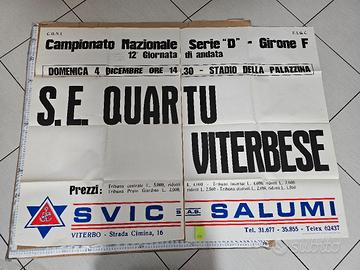 C.O.N.I. F.I.G.C.
Campionato Nazionale Serie "D" - Girone F
12ª Giornata di andata
DOMENICA 4 DICEMBRE ORE 14,30 - STADIO DELLA PALAZZINA
S.E. QUARTU
VITERBESE
Prezzi:
SVIC S.A.S. SALUMI
VITERBO - Strada Cimina, 16 Tel. 31.677 - 35.855 - Telex 62437
subito